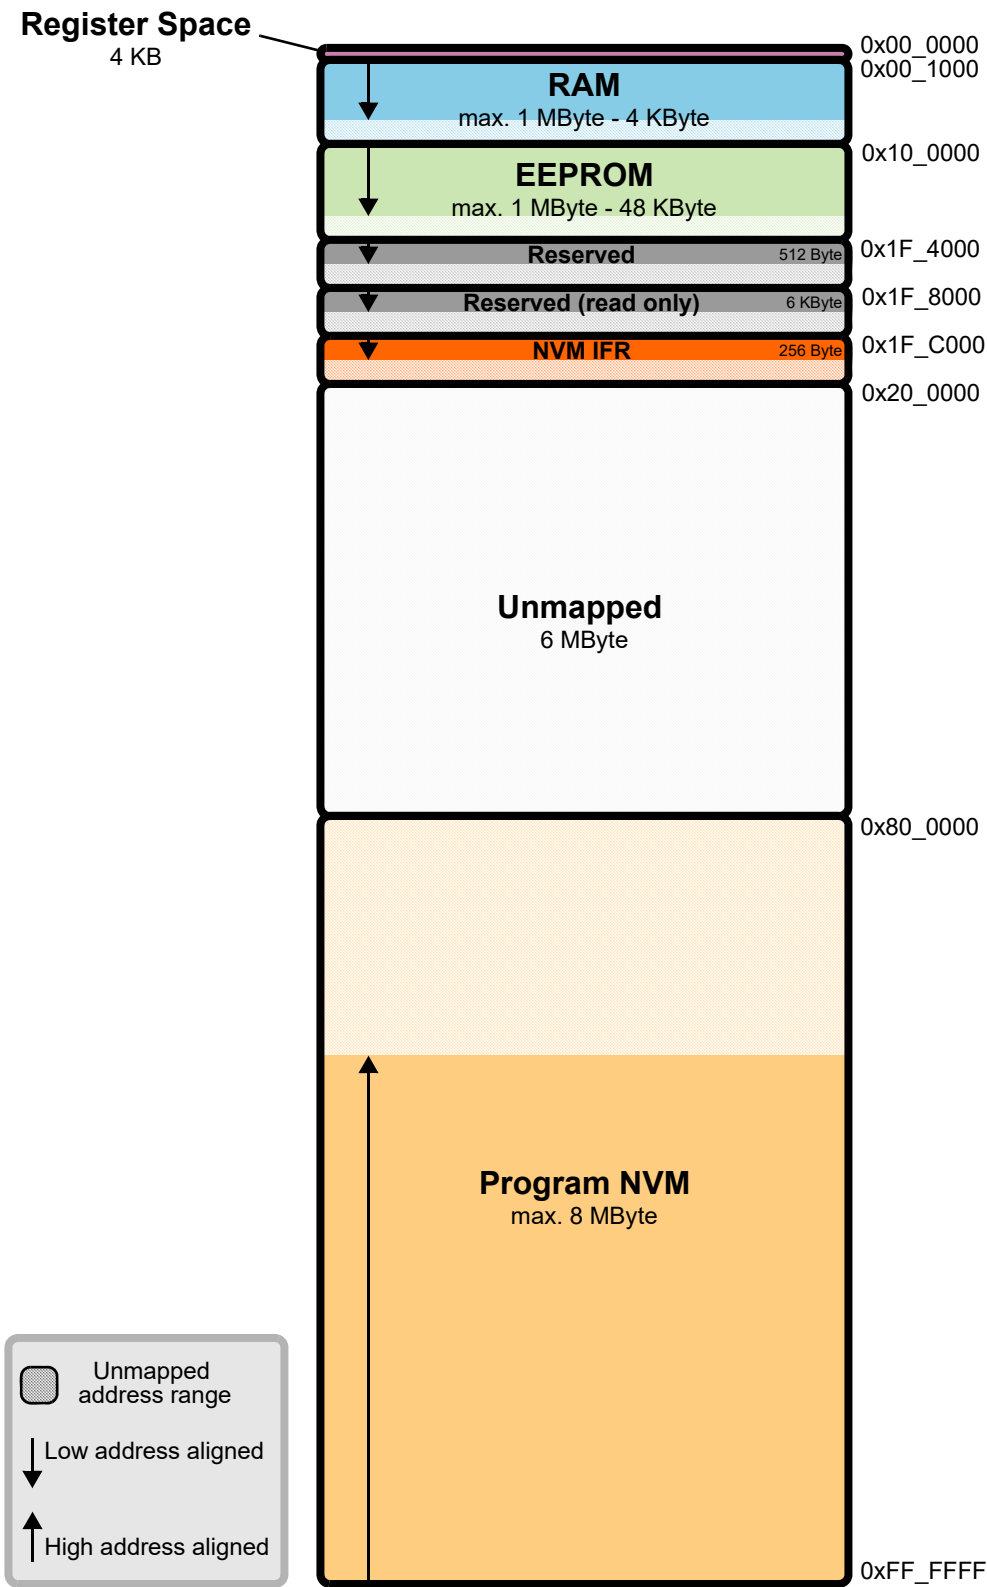 Register Space
4 KB
0x00_0000
0x00_1000
RAM
max. 1 MByte - 4 KByte
0x10_0000
EEPROM
max. 1 MByte - 48 KByte
0x1F_4000
Reserved 512 Byte
0x1F_8000
Reserved (read only) 6 KByte
0x1F_C000
NVM IFR 256 Byte
0x20_0000
Unmapped
6 MByte
0x80_0000
Program NVM
max. 8 MByte
Unmapped
address range
Low address aligned
High address aligned
0xFF_FFFF